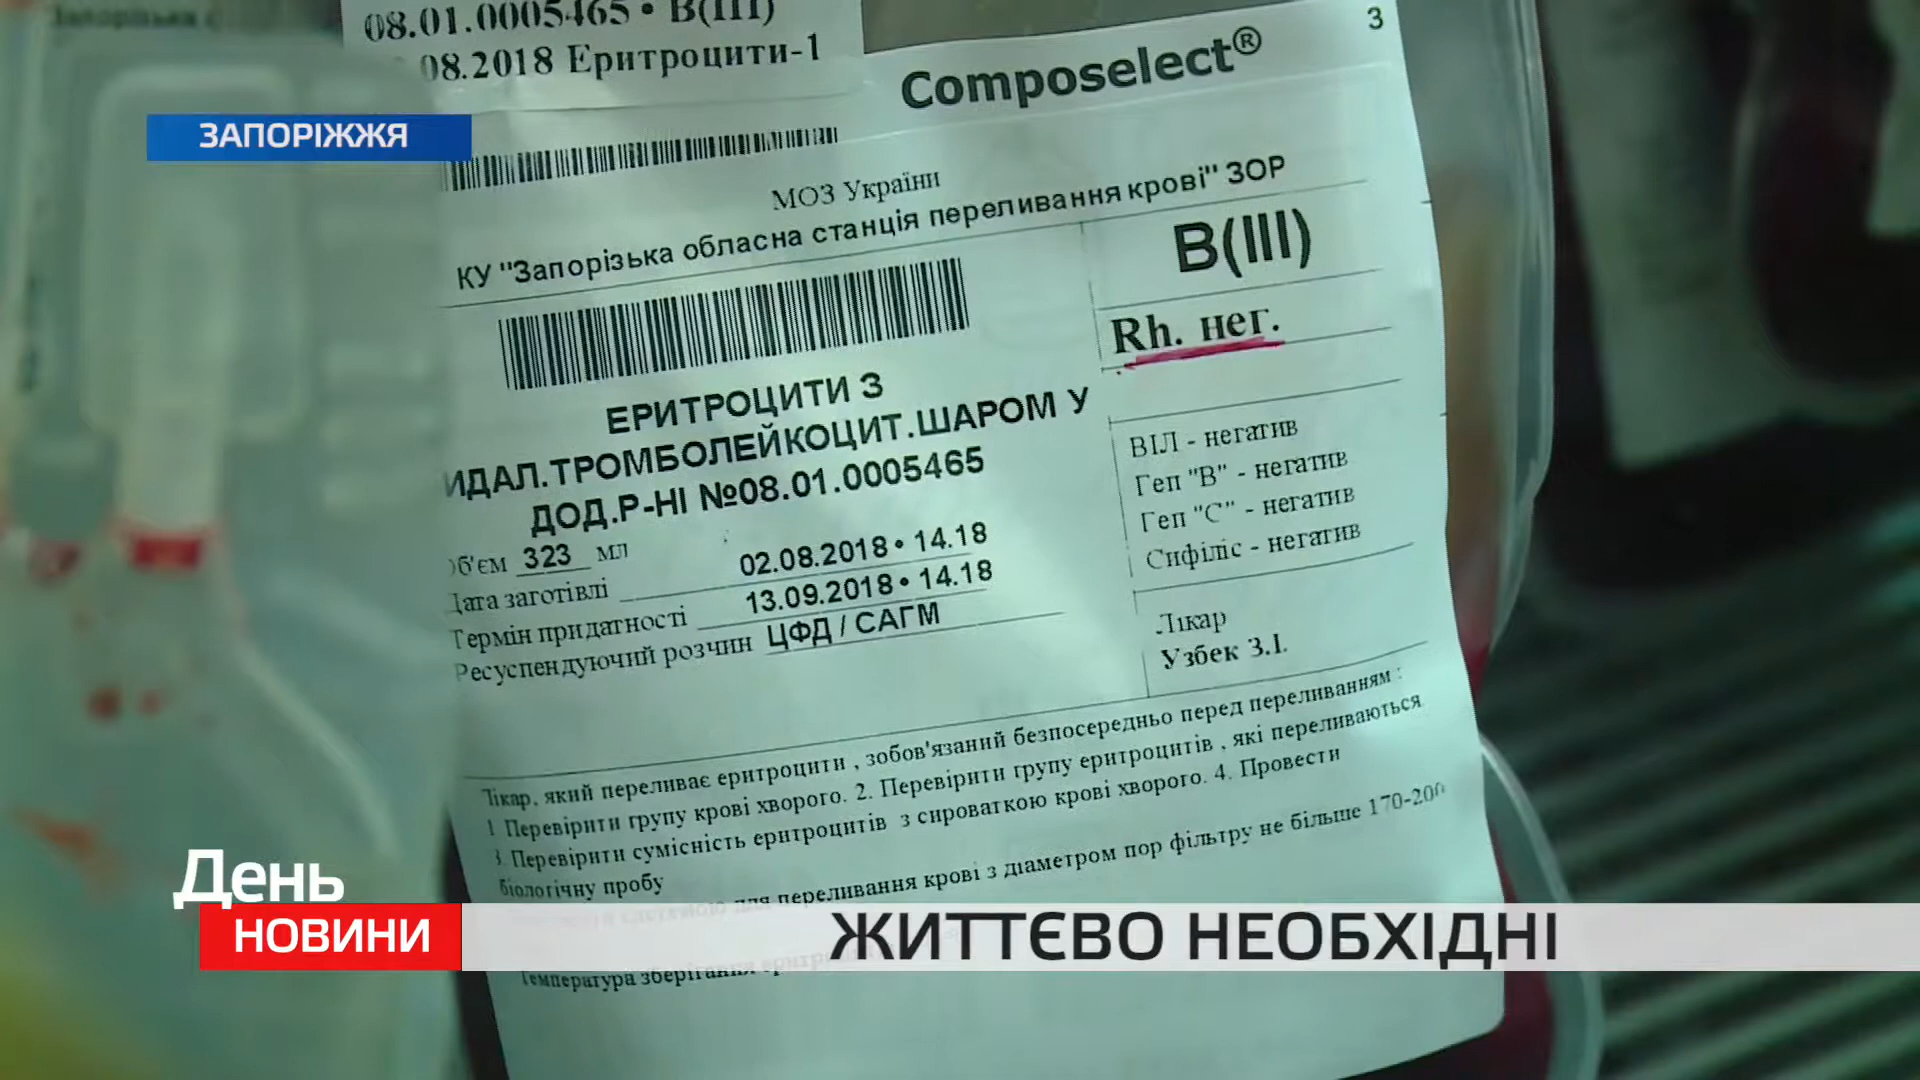 08.01.0005465 • B(III)
08.2018 Еритроцити-1
Composelect®
3
ЗАПОРІЖЖЯ
МОЗ України
КУ "Запорізька обласна станція переливання крові" ЗОР
B(III)
Rh. нег.
ЕРИТРОЦИТИ З
ИДАЛ.ТРОМБОЛЕЙКОЦИТ.ШАРОМ У
ДОД.Р-НІ №08.01.0005465
Об'єм 323 мл
Дата заготівлі 02.08.2018 • 14.18
Термін придатності 13.09.2018 • 14.18
Ресуспендуючий розчин ЦФД / САГМ
ВІЛ - негатив
Геп "В" - негатив
Геп "С" - негатив
Сифіліс - негатив
Лікар
Узбек З.І.
Лікар, який переливає еритроцити , зобов'язаний безпосередньо перед переливанням :
1 Перевірити групу крові хворого. 2. Перевірити групу еритроцитів , які переливаються
3. Перевірити сумісність еритроцитів з сироваткою крові хворого. 4. Провести
біологічну пробу
для переливання крові з діаметром пор фільтру не більше 170-200
Температура зберігання
День
НОВИНИ
ЖИТТЄВО НЕОБХІДНІ